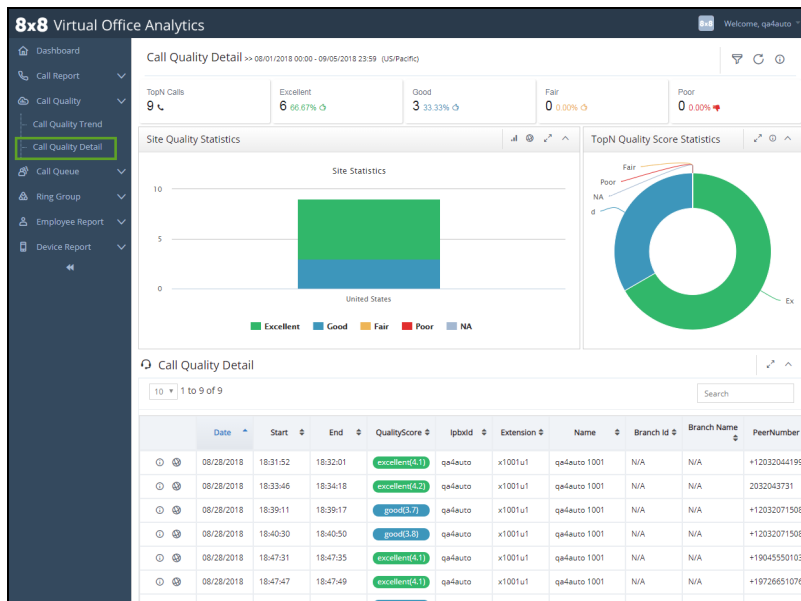 8x8 Virtual Office Analytics
8x8 Welcome, qa4auto
Dashboard
Call Report
Call Quality
Call Quality Trend
Call Quality Detail
Call Queue
Ring Group
Employee Report
Device Report
Call Quality Detail >> 08/01/2018 00:00 - 09/05/2018 23:59 (US/Pacific)
TopN Calls Excellent Good Fair Poor
9 6 66.67% 3 33.33% 0 0.00% 0 0.00%
Site Quality Statistics
Site Statistics
10
5
0
United States
Excellent Good Fair Poor NA
TopN Quality Score Statistics
Fair
Poor
NA
d
Ex
Call Quality Detail
10 1 to 9 of 9 Search
Date Start End QualityScore IpbxId Extension Name Branch Id Branch Name PeerNumber
08/28/2018 18:31:52 18:32:01 excellent(4.1) qa4auto x1001u1 qa4auto 1001 N/A N/A +12032044199
08/28/2018 18:33:46 18:34:18 excellent(4.2) qa4auto x1001u1 qa4auto 1001 N/A N/A 2032043731
08/28/2018 18:39:11 18:39:17 good(3.7) qa4auto x1001u1 qa4auto 1001 N/A N/A +12032071508
08/28/2018 18:40:30 18:40:50 good(3.8) qa4auto x1001u1 qa4auto 1001 N/A N/A +12032071508
08/28/2018 18:47:31 18:47:35 excellent(4.1) qa4auto x1001u1 qa4auto 1001 N/A N/A +19045550103
08/28/2018 18:47:47 18:47:49 excellent(4.1) qa4auto x1001u1 qa4auto 1001 N/A N/A +19726651076